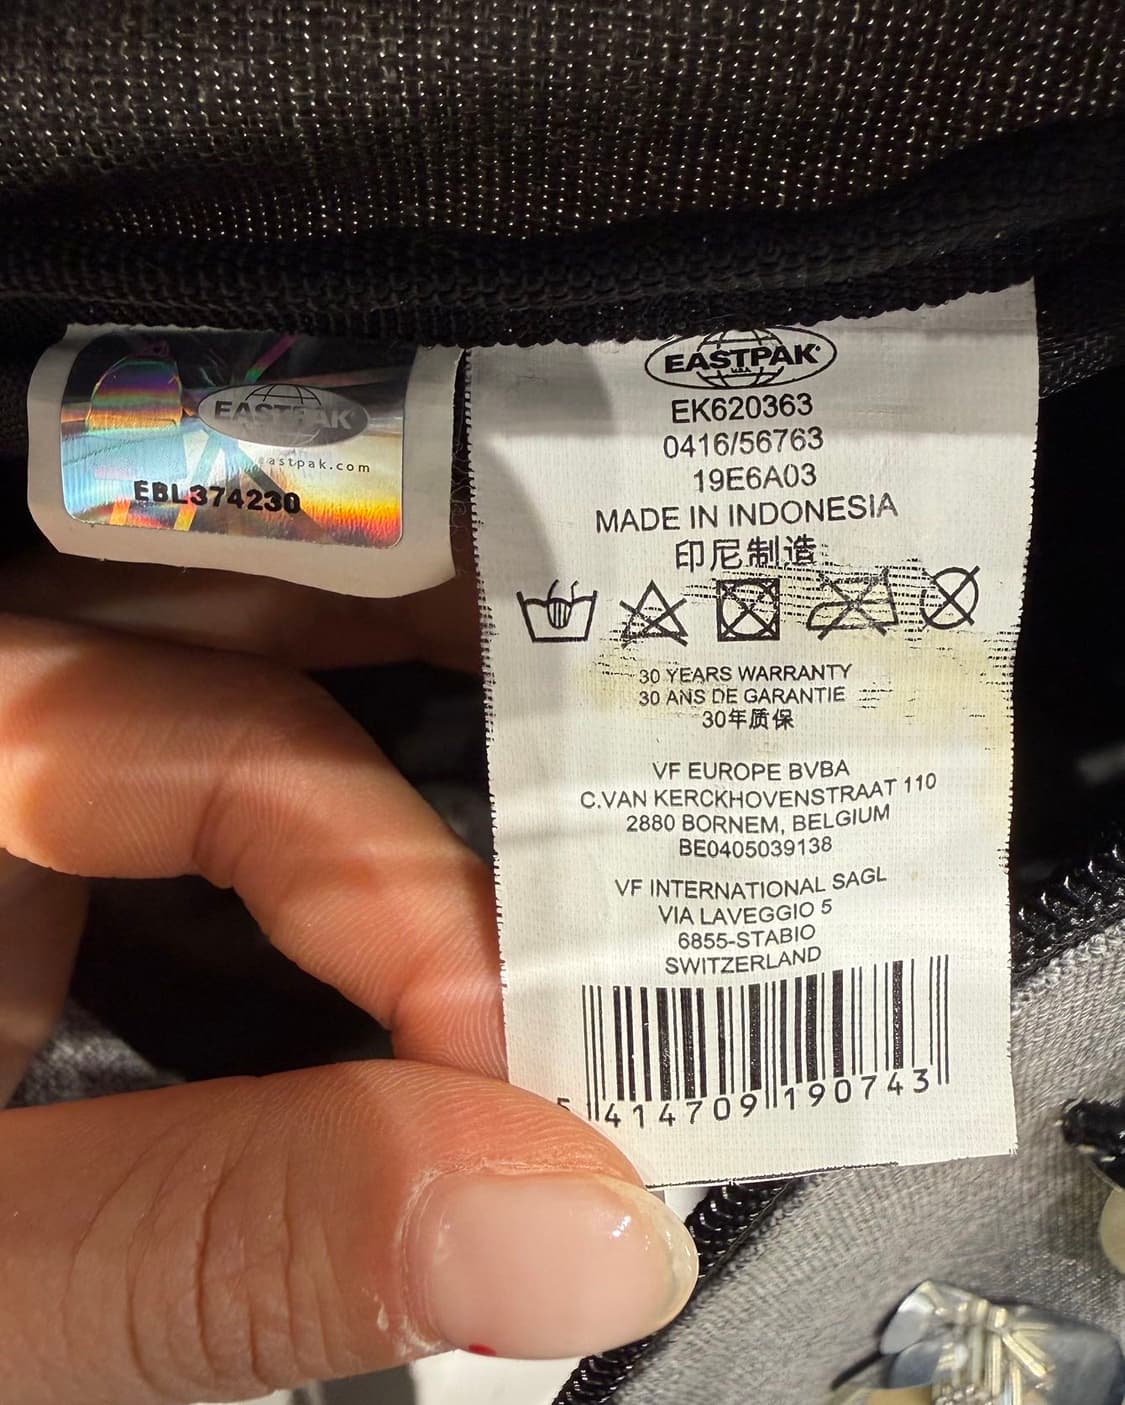 EASTPAK
eastpak.com
EBL374230
EASTPAK
U.S.A.
EK620363
0416/56763
19E6A03
MADE IN INDONESIA
印尼制造
30 YEARS WARRANTY
30 ANS DE GARANTIE
30年质保
VF EUROPE BVBA
C.VAN KERCKHOVENSTRAAT 110
2880 BORNEM, BELGIUM
BE0405039138
VF INTERNATIONAL SAGL
VIA LAVEGGIO 5
6855-STABIO
SWITZERLAND
5 414709 190743